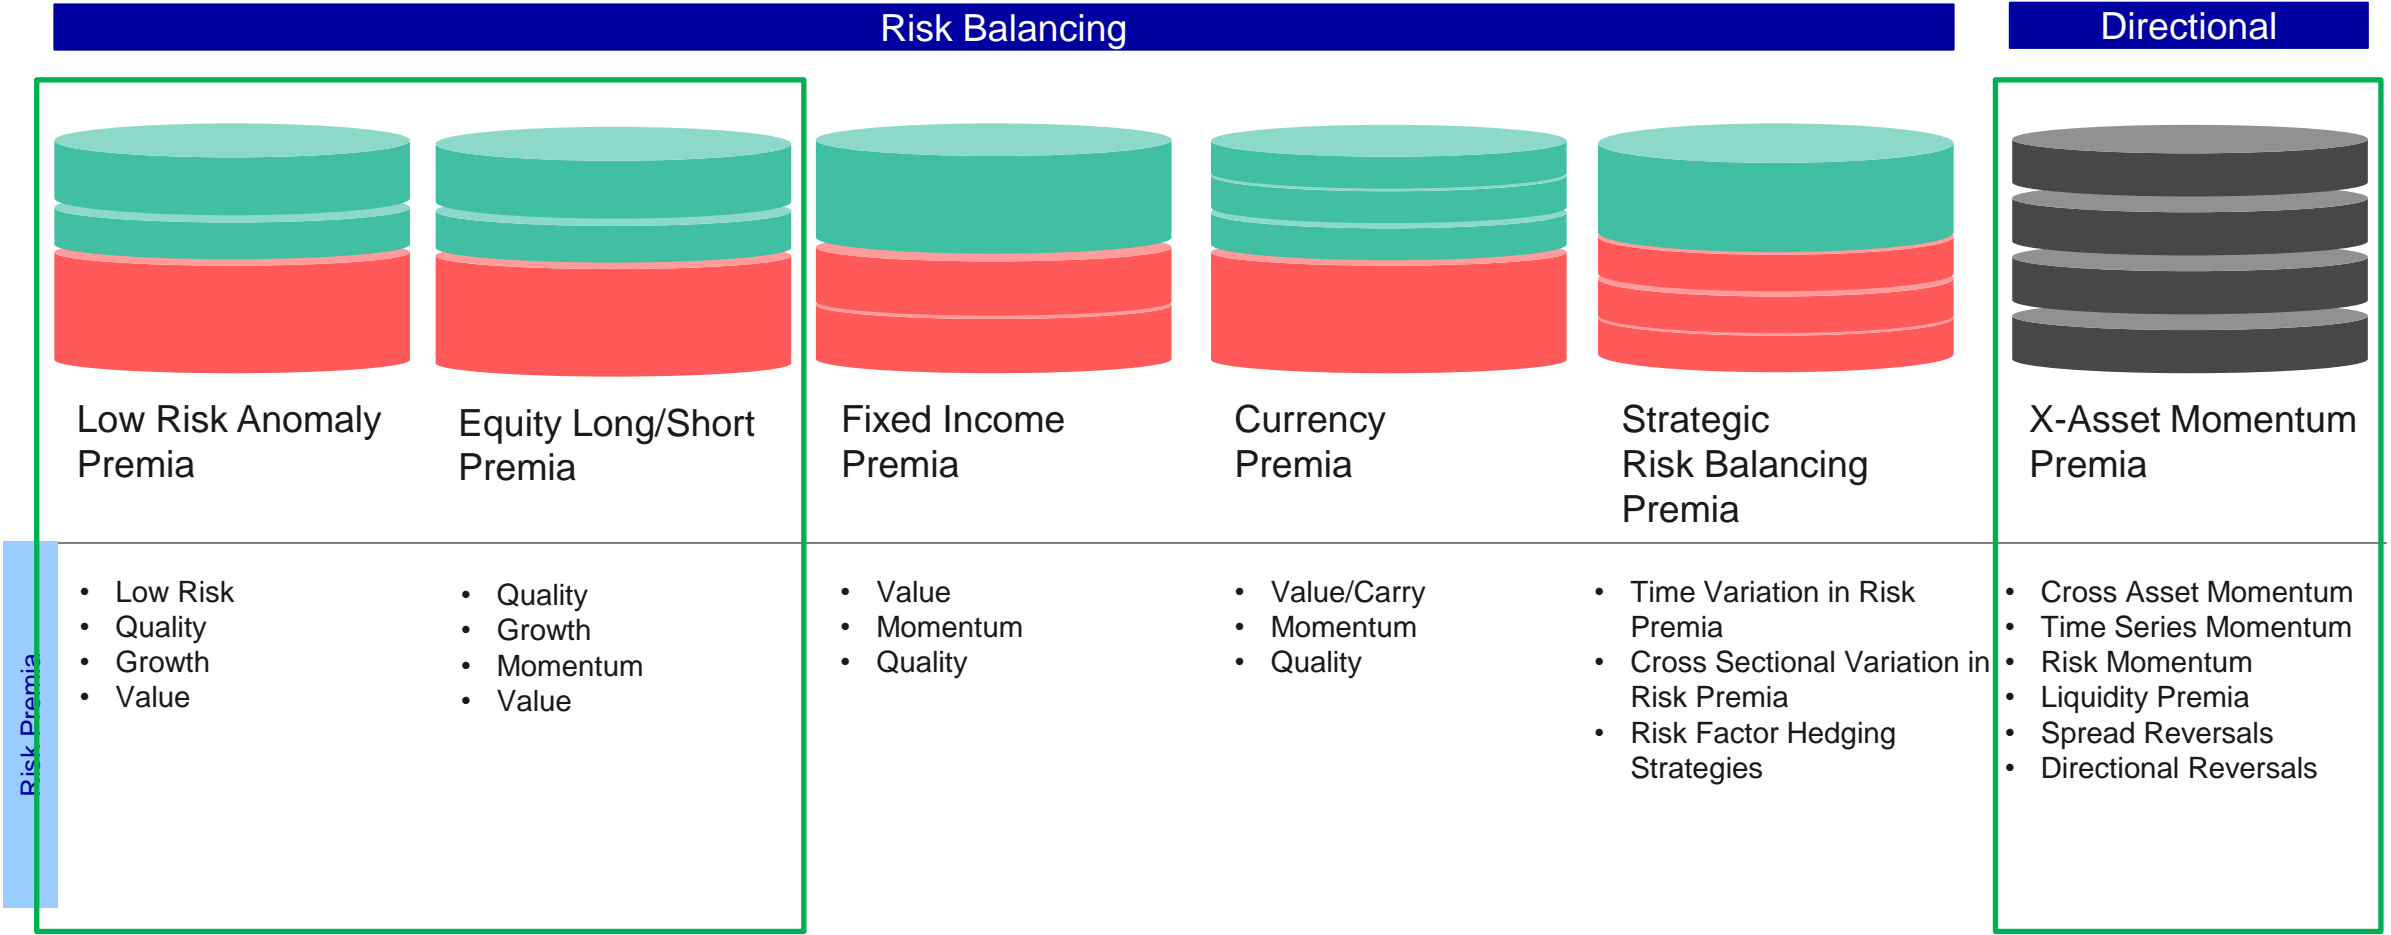 Risk Balancing
Directional
Low Risk Anomaly
Premia
Equity Long/Short
Premia
Fixed Income
Premia
Currency
Premia
Strategic
Risk Balancing
Premia
X-Asset Momentum
Premia
Risk Premia
• Low Risk
• Quality
• Growth
• Value
• Quality
• Growth
• Momentum
• Value
• Value
• Momentum
• Quality
• Value/Carry
• Momentum
• Quality
• Time Variation in Risk
Premia
• Cross Sectional Variation in
Risk Premia
• Risk Factor Hedging
Strategies
• Cross Asset Momentum
• Time Series Momentum
• Risk Momentum
• Liquidity Premia
• Spread Reversals
• Directional Reversals